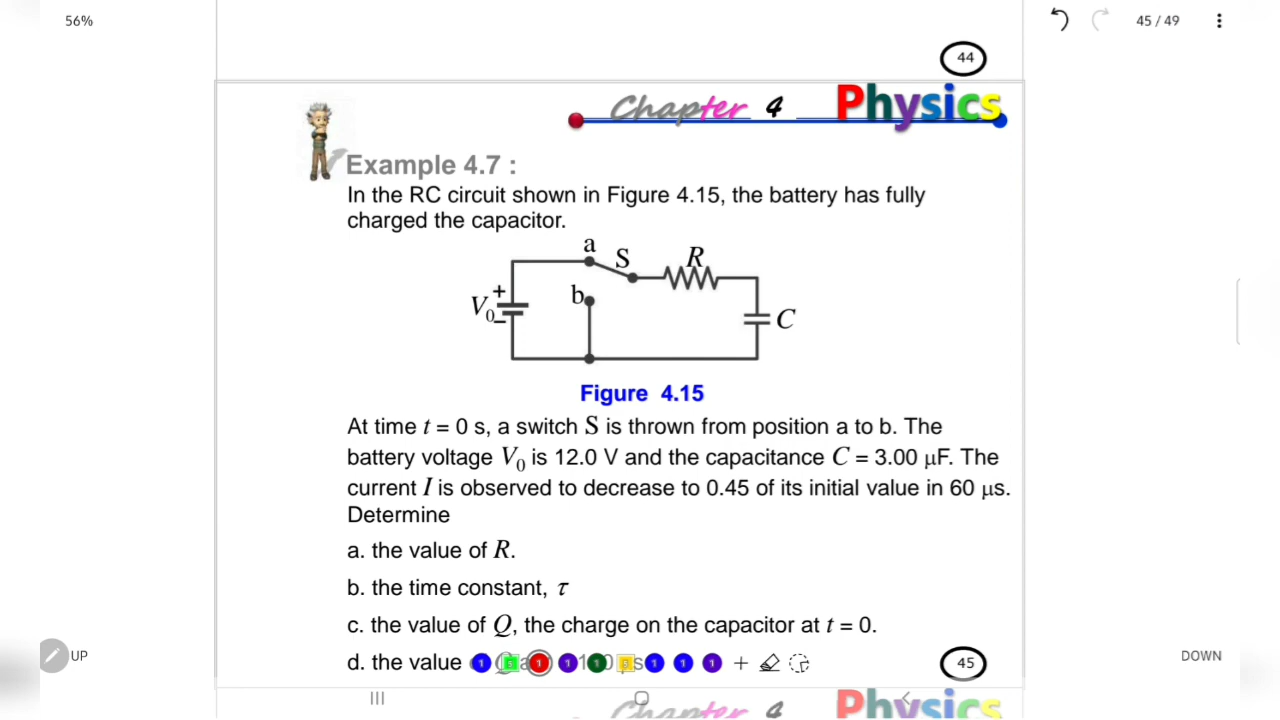 56%
45 / 49
44
Chapter 4
Physics
Example 4.7 :
In the RC circuit shown in Figure 4.15, the battery has fully
charged the capacitor.
a
S
R
b
+
V₀
–
C
Figure 4.15
At time t = 0 s, a switch S is thrown from position a to b. The
battery voltage V₀ is 12.0 V and the capacitance C = 3.00 μF. The
current I is observed to decrease to 0.45 of its initial value in 60 μs.
Determine
a. the value of R.
b. the time constant, τ
c. the value of Q, the charge on the capacitor at t = 0.
d. the value
UP
45
DOWN
Chapter 4
Physics